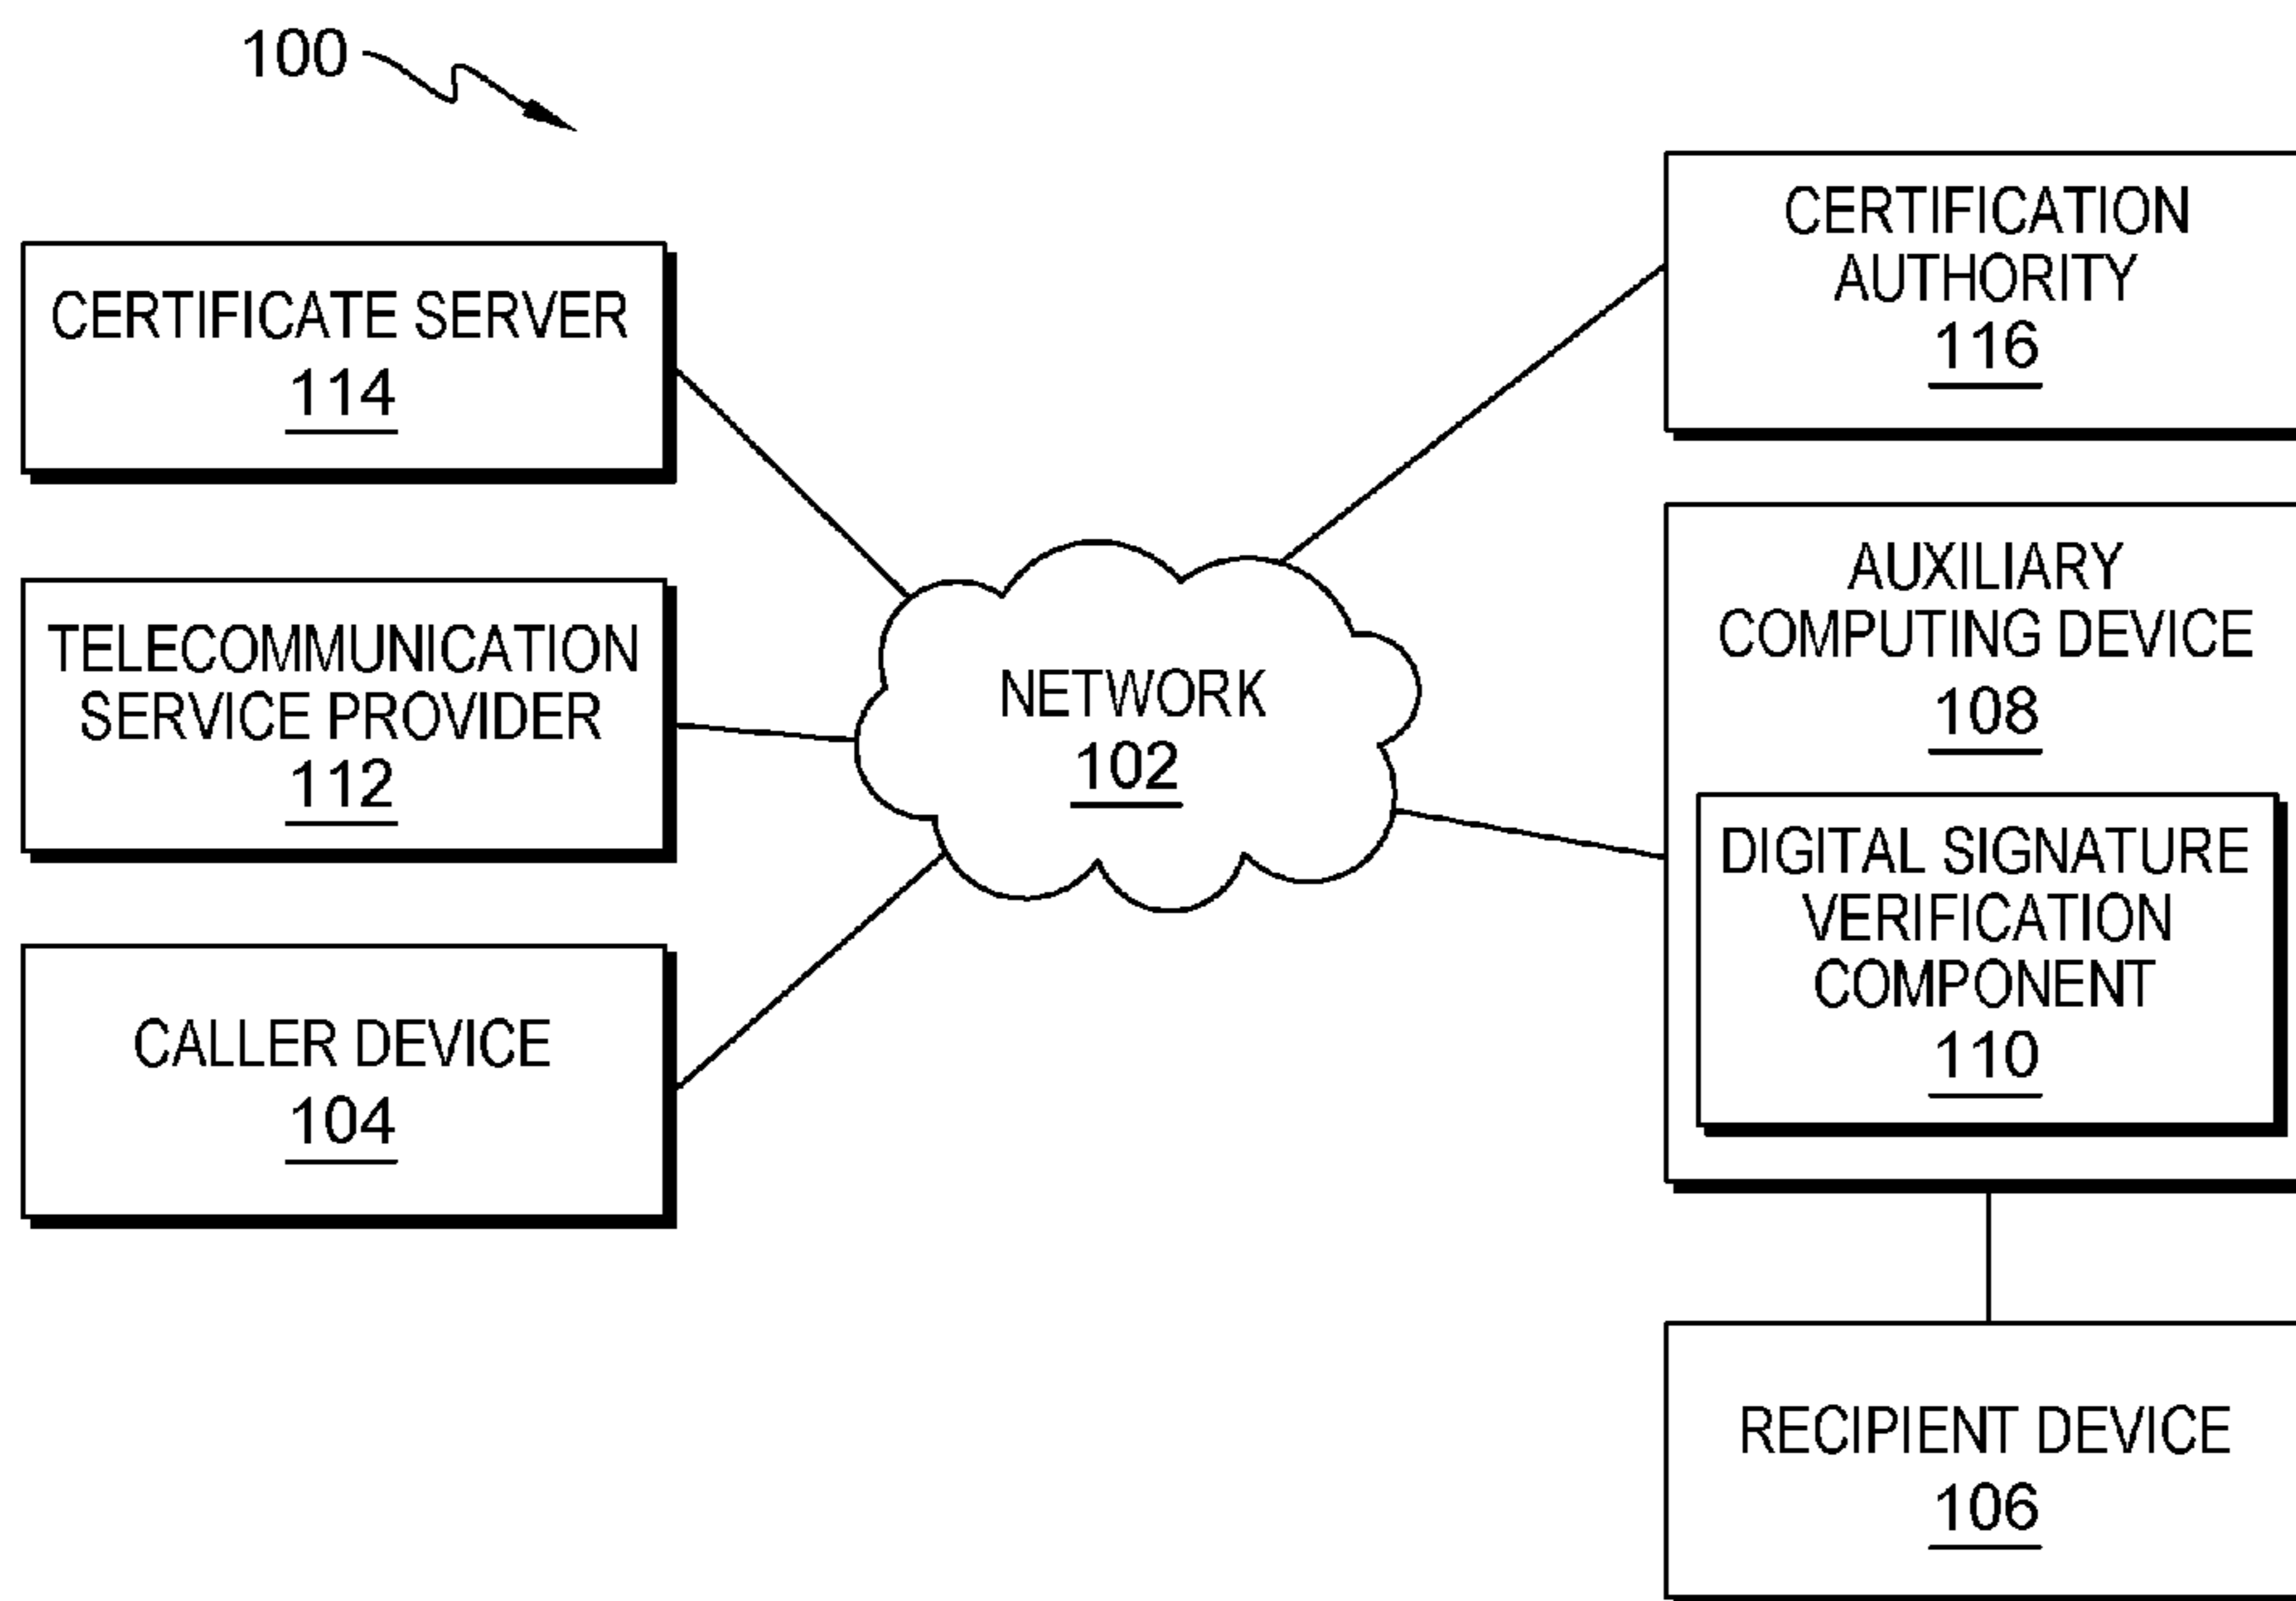 100
CERTIFICATE SERVER
114
TELECOMMUNICATION
SERVICE PROVIDER
112
CALLER DEVICE
104
NETWORK
102
CERTIFICATION
AUTHORITY
116
AUXILIARY
COMPUTING DEVICE
108
DIGITAL SIGNATURE
VERIFICATION
COMPONENT
110
RECIPIENT DEVICE
106